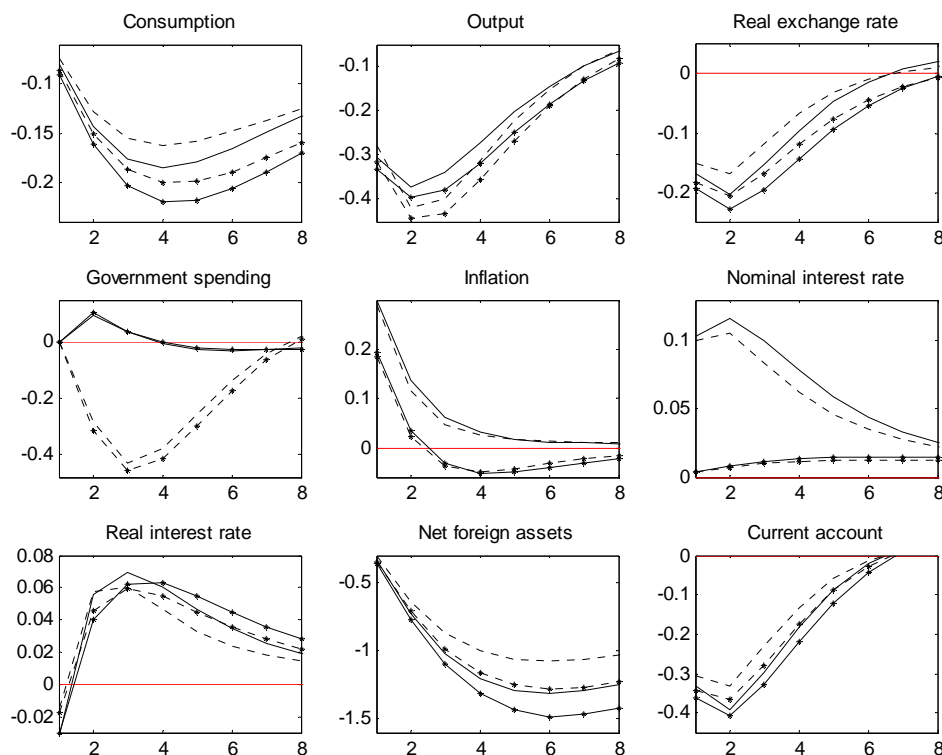 Consumption
Output
Real exchange rate
-0.1
-0.15
-0.2
2 4 6 8
-0.1
-0.2
-0.3
-0.4
2 4 6 8
0
-0.1
-0.2
2 4 6 8
Government spending
Inflation
Nominal interest rate
0
-0.2
-0.4
2 4 6 8
0.2
0.1
0
2 4 6 8
0.1
0.05
0
2 4 6 8
Real interest rate
Net foreign assets
Current account
0.08
0.06
0.04
0.02
0
-0.02
2 4 6 8
-0.5
-1
-1.5
2 4 6 8
0
-0.1
-0.2
-0.3
-0.4
2 4 6 8